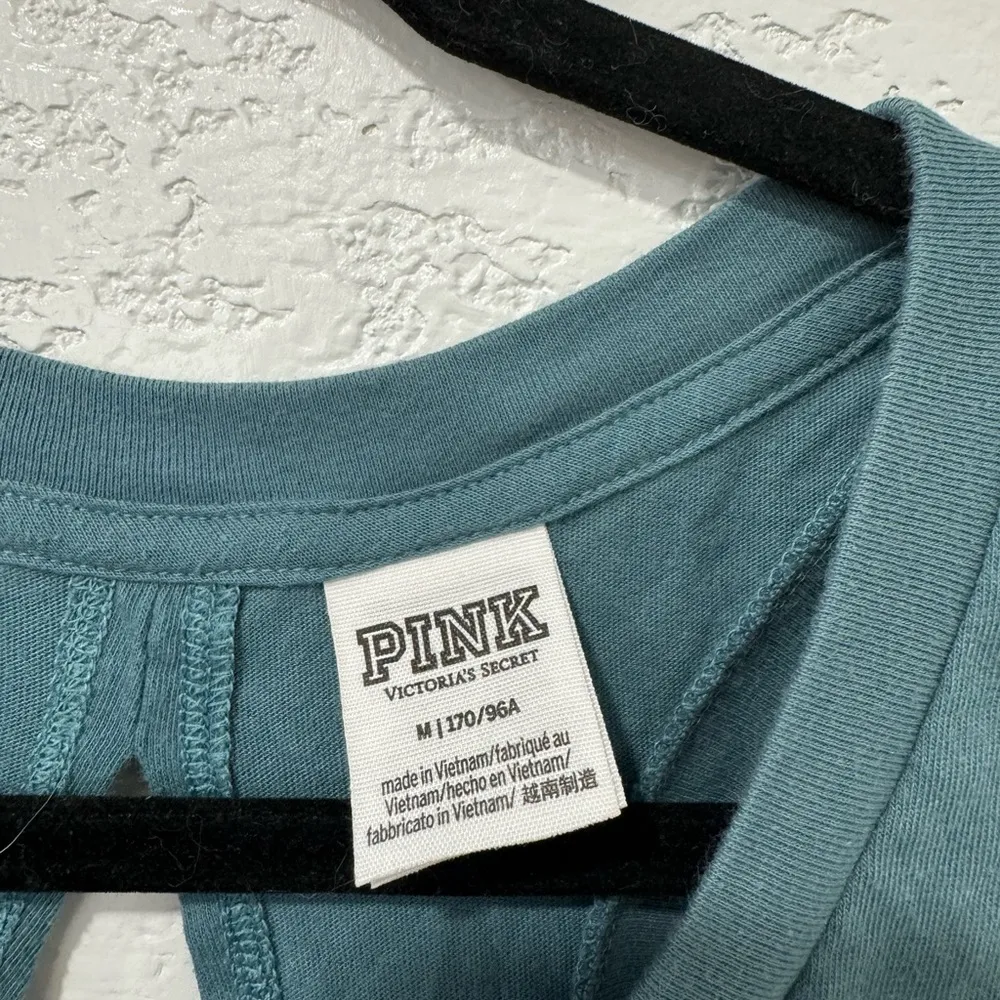 PINK
VICTORIA'S SECRET
M | 170/96A
made in Vietnam/fabriqué au
Vietnam/hecho en Vietnam/
fabbricato in Vietnam/ 越南制造